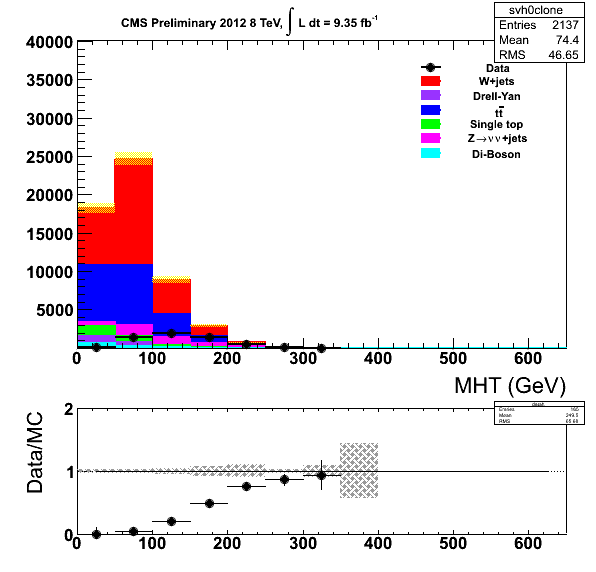 CMS Preliminary 2012 8 TeV, ∫ L dt = 9.35 fb⁻¹
svh0clone
Entries 2137
Mean 74.4
RMS 46.65
40000
35000
30000
25000
20000
15000
10000
5000
Data
W+jets
Drell-Yan
tt̄
Single top
Z→νν+jets
Di-Boson
0 100 200 300 400 500 600
MHT (GeV)
Data/MC
2
1
0
Entries
Mean
RMS
0 100 200 300 400 500 600